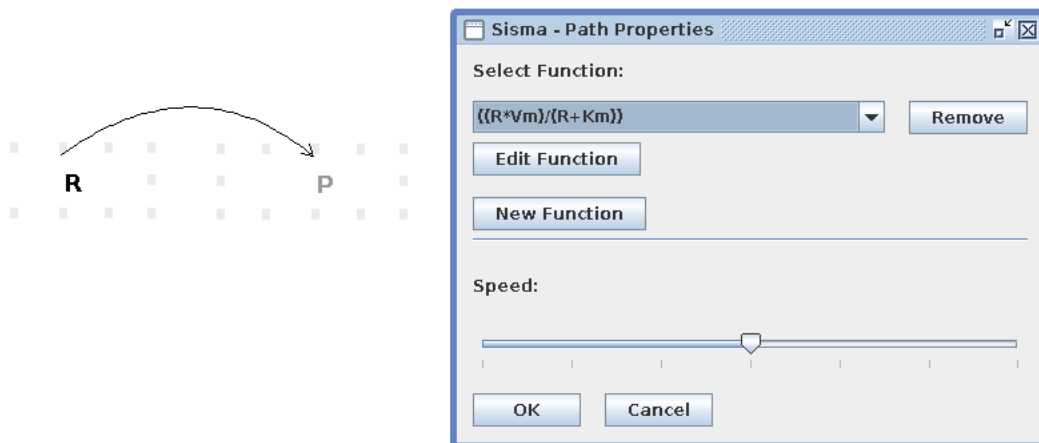 R
P
Sisma - Path Properties
Select Function:
{(R*Vm)/(R+Km)}
Remove
Edit Function
New Function
Speed:
OK
Cancel